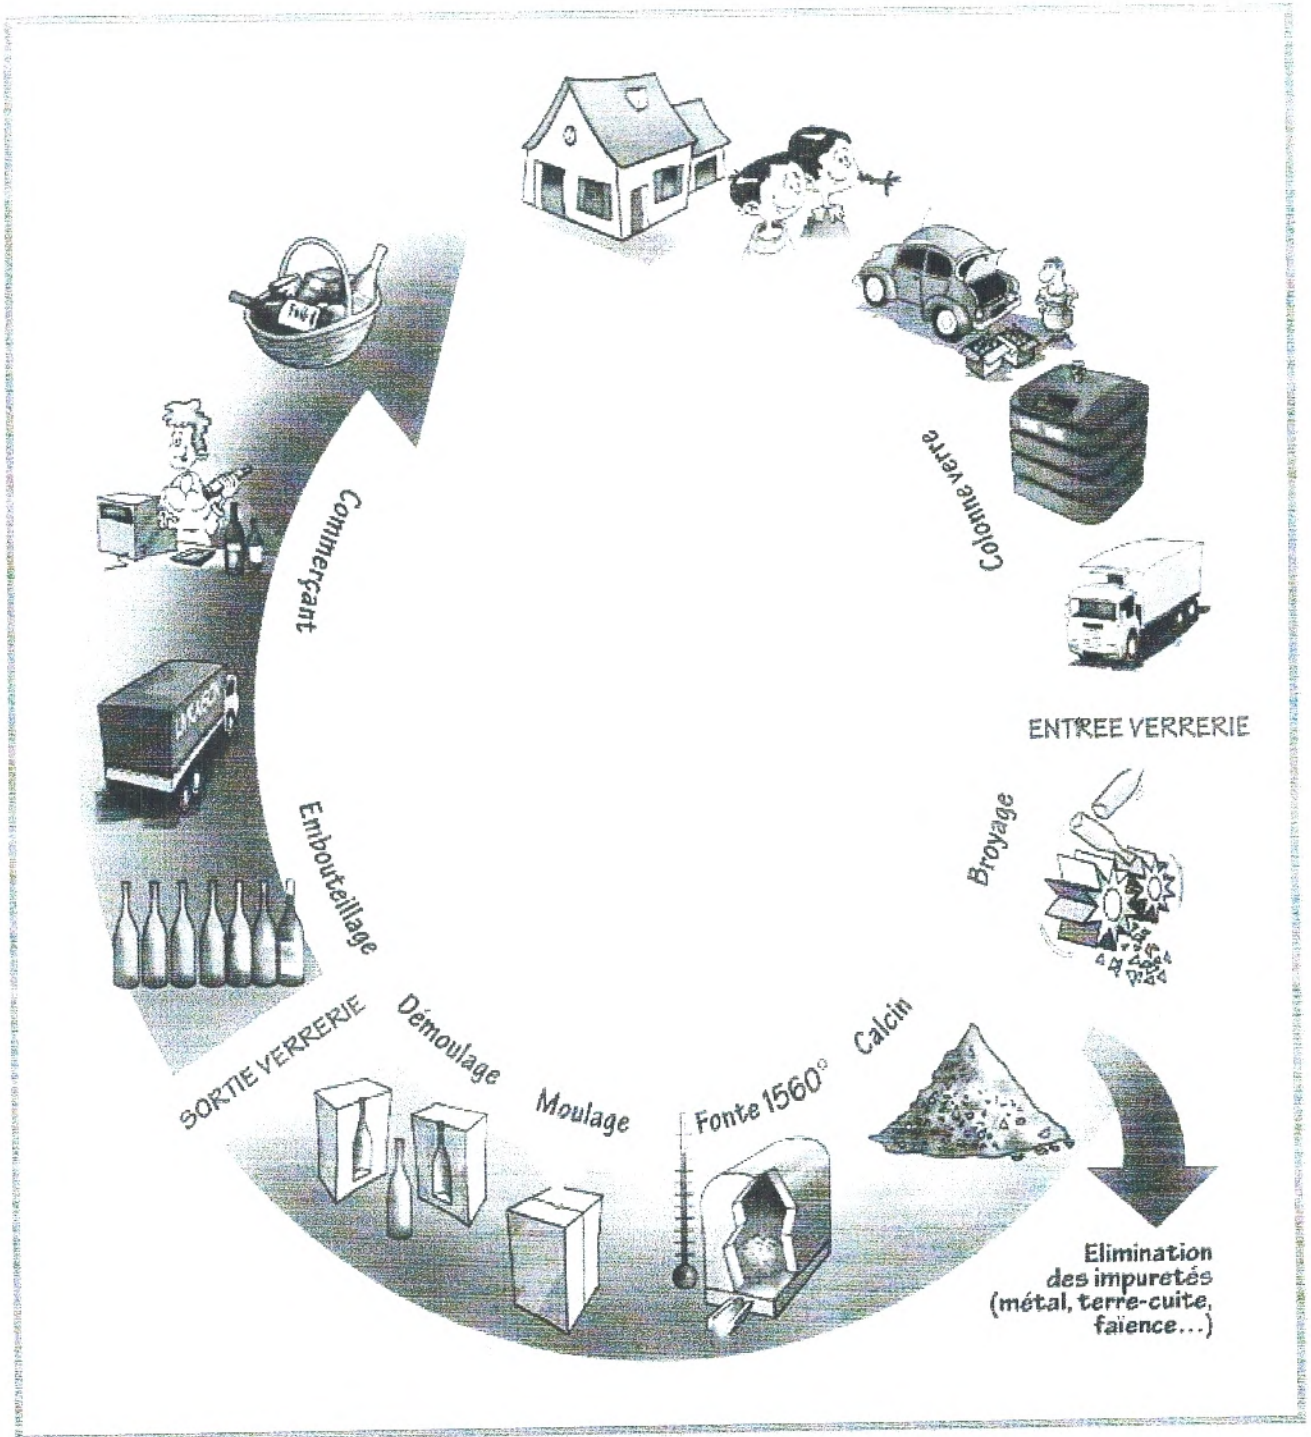 Colonne verre
ENTREE VERRERIE
Broyage
Elimination
des impuretés
(métal, terre-cuite,
faïence...)
Calcin
Fonte 1560°
Moulage
Démoulage
SORTIE VERRERIE
Embouteillage
Commerçant